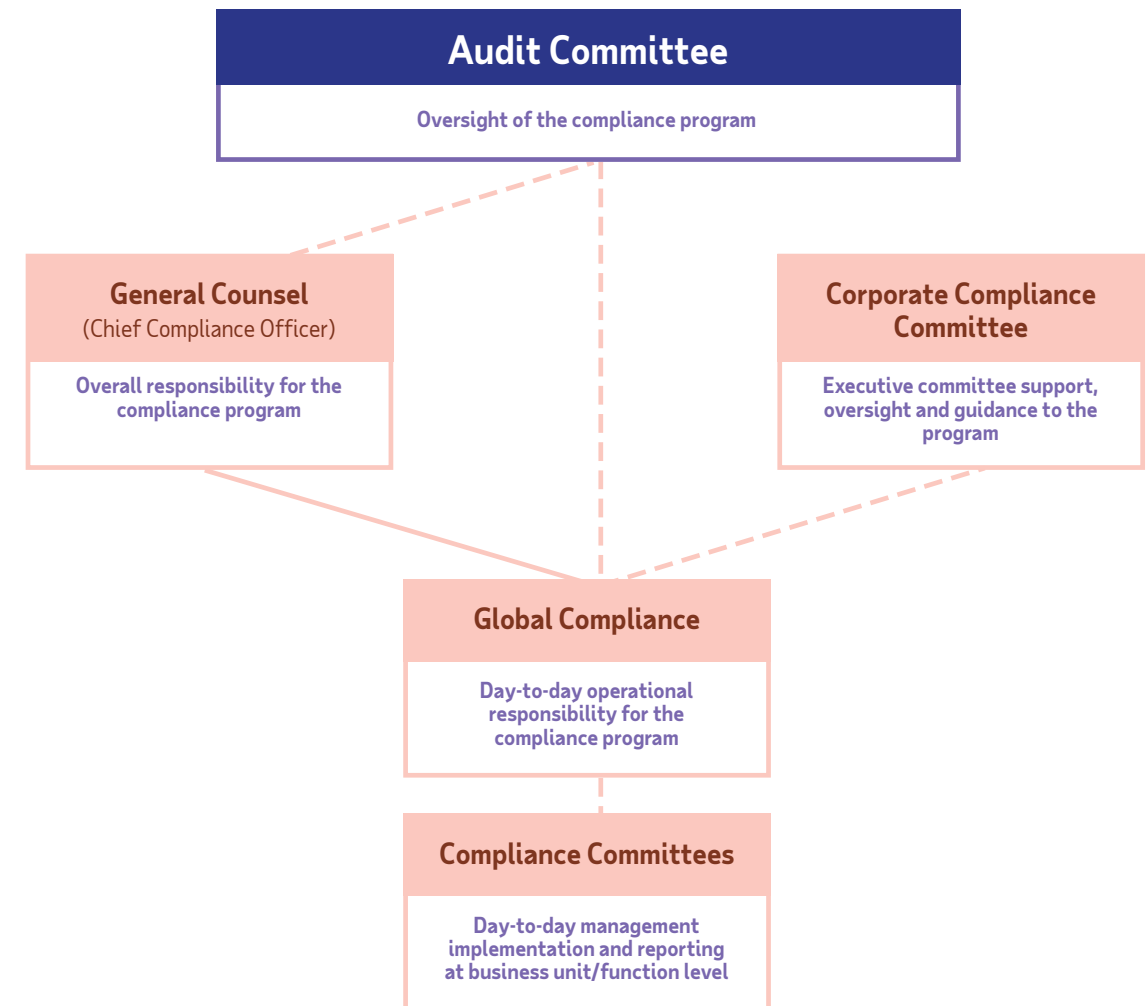 Audit Committee
Oversight of the compliance program
General Counsel
(Chief Compliance Officer)
Overall responsibility for the
compliance program
Corporate Compliance
Committee
Executive committee support,
oversight and guidance to the
program
Global Compliance
Day-to-day operational
responsibility for the
compliance program
Compliance Committees
Day-to-day management
implementation and reporting
at business unit/function level